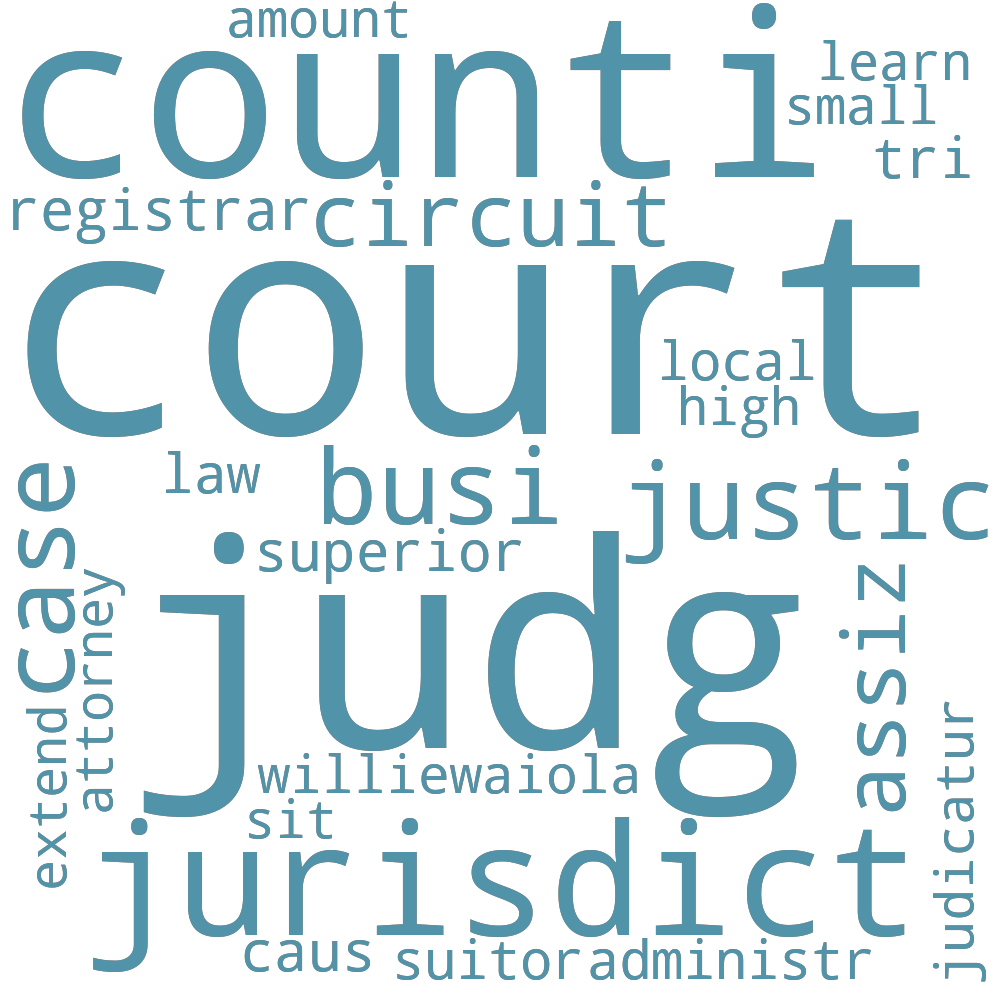 amount
counti
learn
small
tri
registrar
circuit
court
local
high
law
busi
justic
case
superior
judg
attorney
assiz
extend
williewaiola
sit
judicatur
jurisdict
caus
suitor
administr